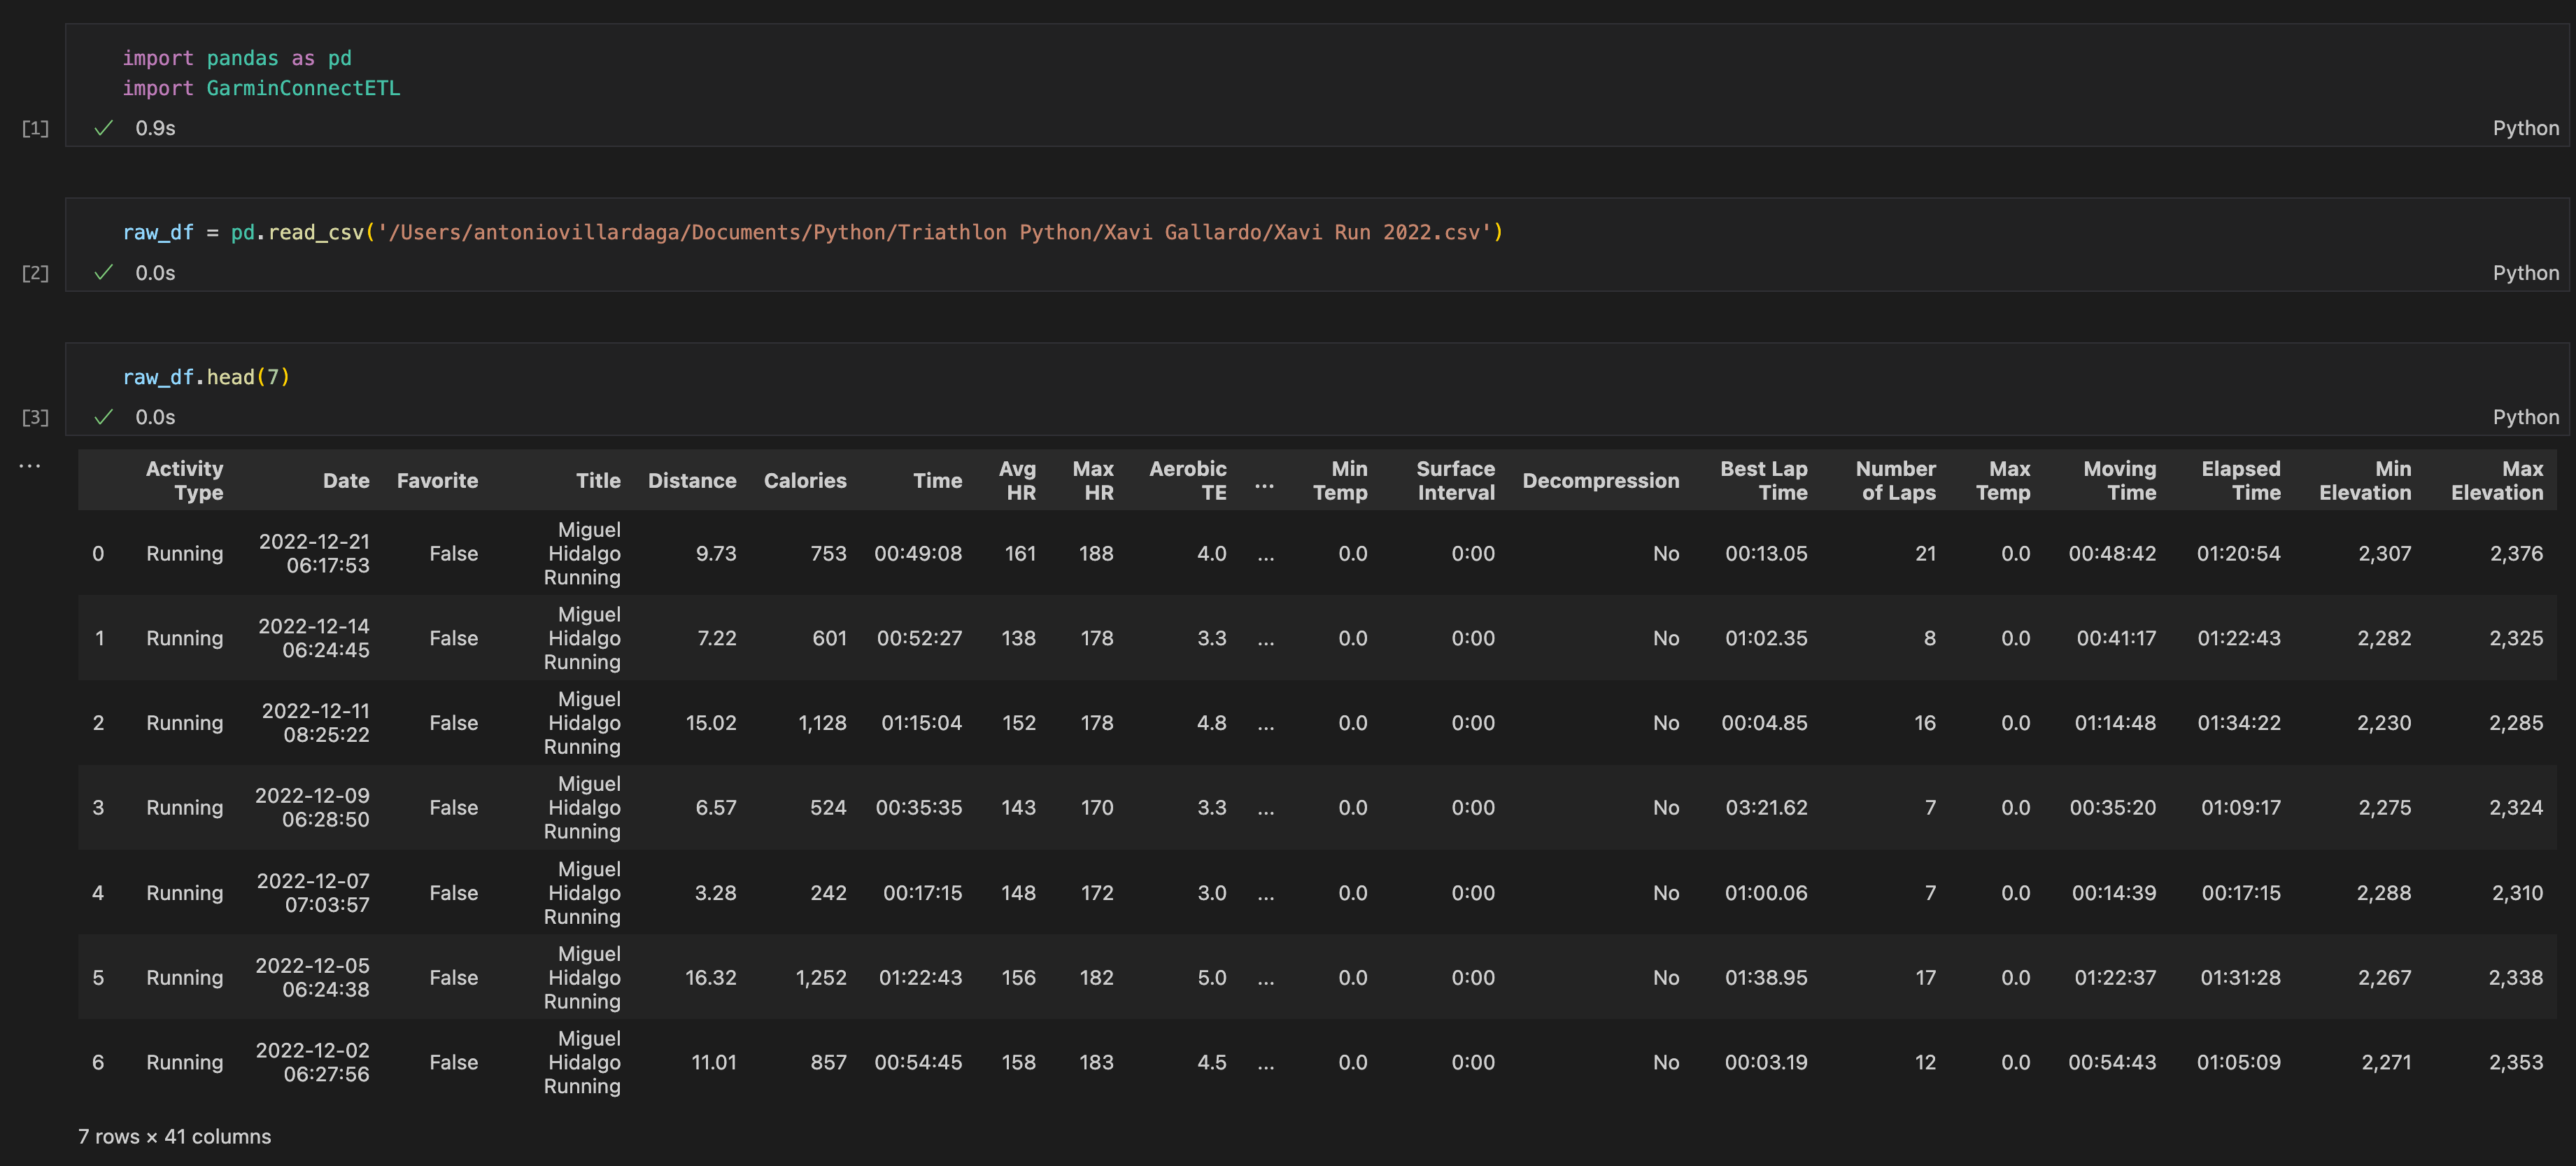 import pandas as pd
import GarminConnectETL
[1] ✓ 0.9s Python
raw_df = pd.read_csv('/Users/antoniovillardaga/Documents/Python/Triathlon Python/Xavi Gallardo/Xavi Run 2022.csv')
[2] ✓ 0.0s Python
raw_df.head(7)
[3] ✓ 0.0s Python
...
Activity Type Date Favorite Title Distance Calories Time Avg HR Max HR Aerobic TE ... Min Temp Surface Interval Decompression Best Lap Time Number of Laps Max Temp Moving Time Elapsed Time Min Elevation Max Elevation
0 Running 2022-12-21 06:17:53 False Miguel Hidalgo Running 9.73 753 00:49:08 161 188 4.0 ... 0.0 0:00 No 00:13.05 21 0.0 00:48:42 01:20:54 2,307 2,376
1 Running 2022-12-14 06:24:45 False Miguel Hidalgo Running 7.22 601 00:52:27 138 178 3.3 ... 0.0 0:00 No 01:02.35 8 0.0 00:41:17 01:22:43 2,282 2,325
2 Running 2022-12-11 08:25:22 False Miguel Hidalgo Running 15.02 1,128 01:15:04 152 178 4.8 ... 0.0 0:00 No 00:04.85 16 0.0 01:14:48 01:34:22 2,230 2,285
3 Running 2022-12-09 06:28:50 False Miguel Hidalgo Running 6.57 524 00:35:35 143 170 3.3 ... 0.0 0:00 No 03:21.62 7 0.0 00:35:20 01:09:17 2,275 2,324
4 Running 2022-12-07 07:03:57 False Miguel Hidalgo Running 3.28 242 00:17:15 148 172 3.0 ... 0.0 0:00 No 01:00.06 7 0.0 00:14:39 00:17:15 2,288 2,310
5 Running 2022-12-05 06:24:38 False Miguel Hidalgo Running 16.32 1,252 01:22:43 156 182 5.0 ... 0.0 0:00 No 01:38.95 17 0.0 01:22:37 01:31:28 2,267 2,338
6 Running 2022-12-02 06:27:56 False Miguel Hidalgo Running 11.01 857 00:54:45 158 183 4.5 ... 0.0 0:00 No 00:03.19 12 0.0 00:54:43 01:05:09 2,271 2,353
7 rows × 41 columns